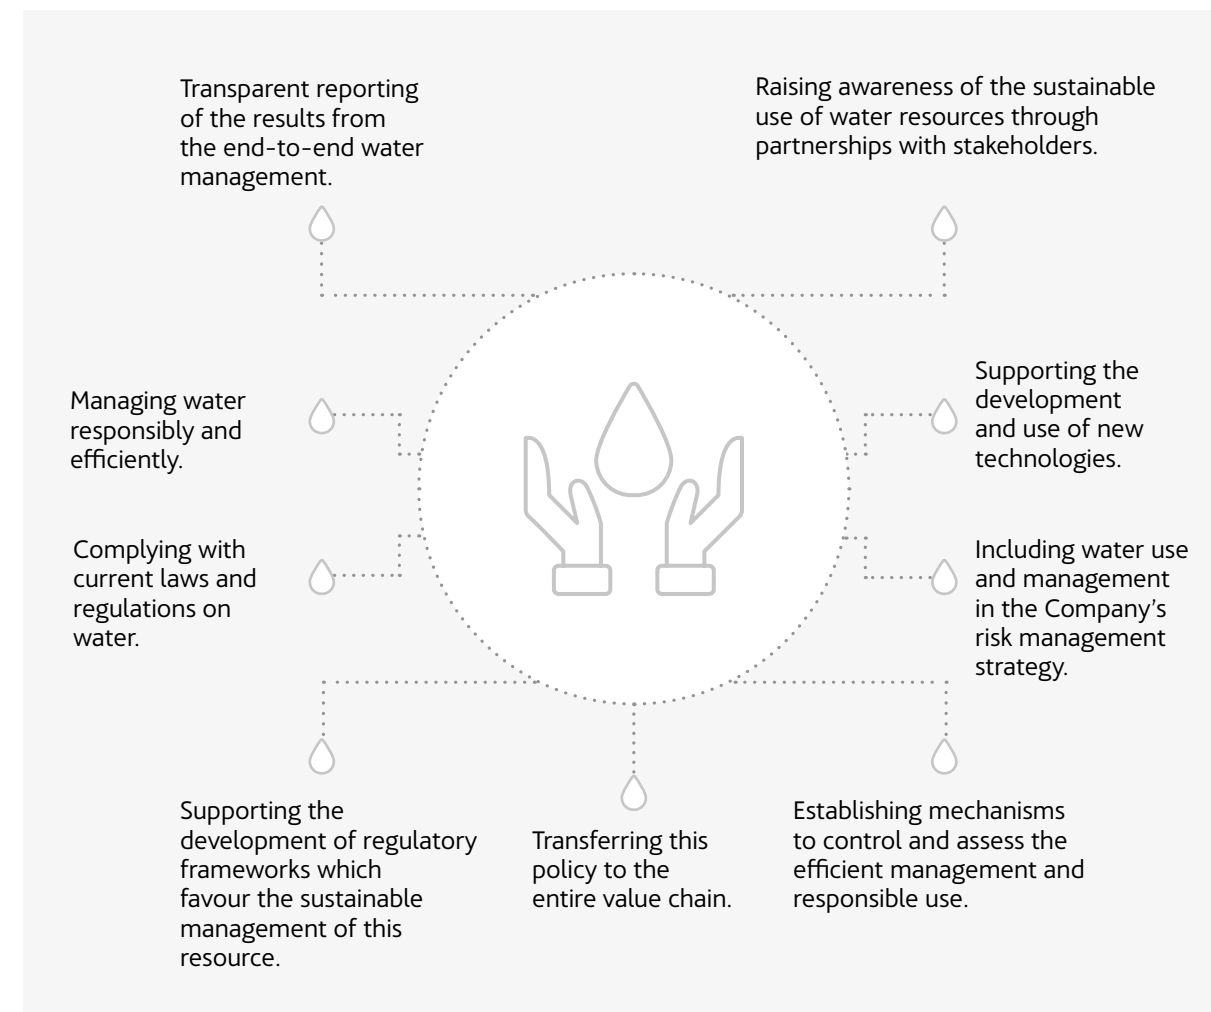 Transparent reporting
of the results from
the end-to-end water
management.
Raising awareness of the sustainable
use of water resources through
partnerships with stakeholders.
Managing water
responsibly and
efficiently.
Supporting the
development
and use of new
technologies.
Complying with
current laws and
regulations on
water.
Including water use
and management
in the Company’s
risk management
strategy.
Supporting the
development of regulatory
frameworks which
favour the sustainable
management of this
resource.
Transferring this
policy to the
entire value chain.
Establishing mechanisms
to control and assess the
efficient management and
responsible use.